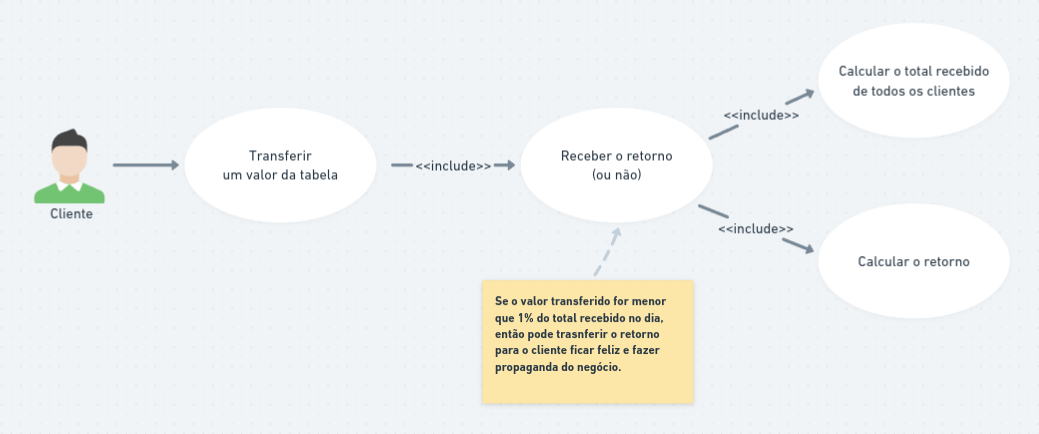 Cliente
Transferir
um valor da tabela
<<include>>
Receber o retorno
(ou não)
<<include>>
Calcular o total recebido
de todos os clientes
<<include>>
Calcular o retorno
Se o valor transferido for menor
que 1% do total recebido no dia,
então pode trasnferir o retorno
para o cliente ficar feliz e fazer
propaganda do negócio.